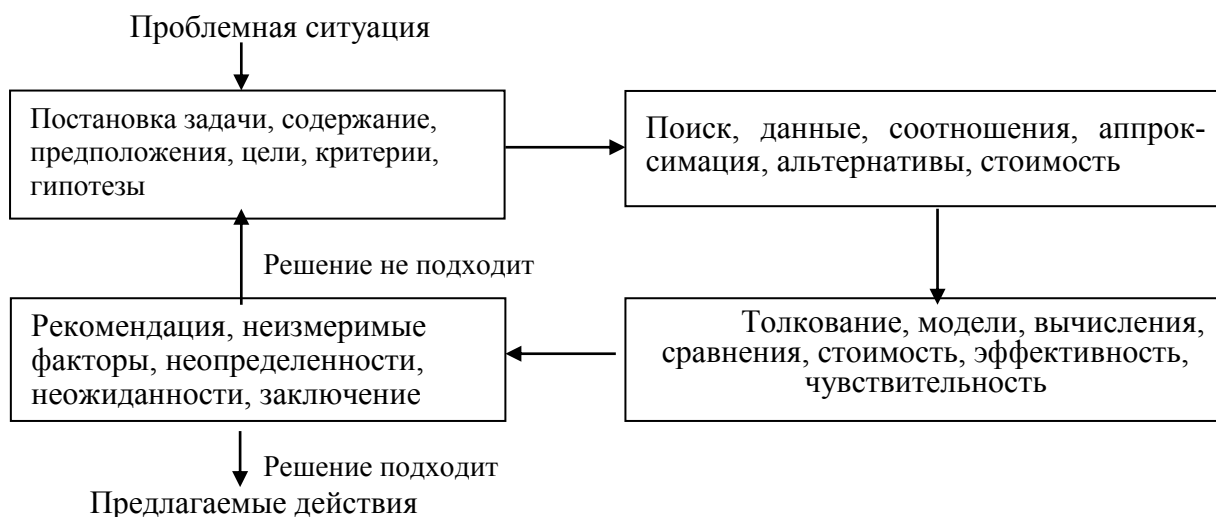 Проблемная ситуация
Постановка задачи, содержание,
предположения, цели, критерии,
гипотезы
Поиск, данные, соотношения, аппрок-
симация, альтернативы, стоимость
Решение не подходит
Рекомендация, неизмеримые
факторы, неопределенности,
неожиданности, заключение
Толкование, модели, вычисления,
сравнения, стоимость, эффективность,
чувствительность
Решение подходит
Предлагаемые действия